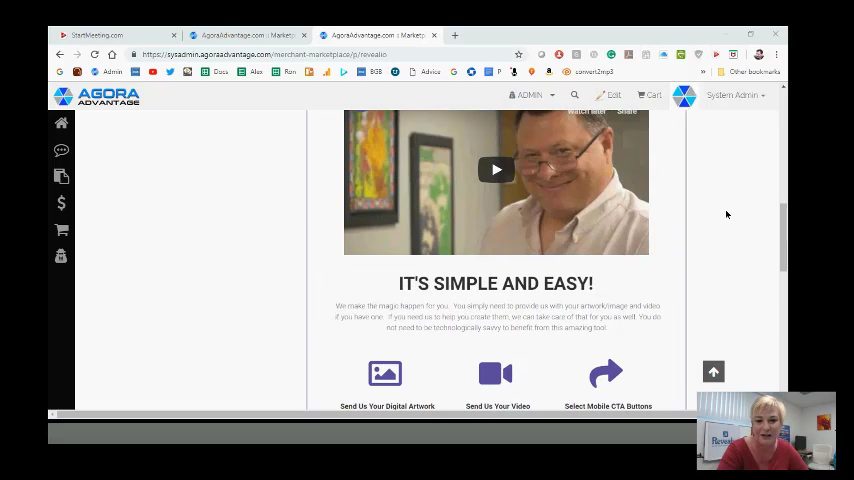 StartMeeting.com
AgoraAdvantage.com :: Marketpl
AgoraAdvantage.com :: Marketpl
https://sysadmin.agoraadvantage.com/merchant-marketplace/p/revealio
Admin
Docs
Alex
Ron
BGB
Advice
P
convert2mp3
Other bookmarks
AGORA
ADVANTAGE
ADMIN
Edit
Cart
System Admin
Watch later
Share
IT'S SIMPLE AND EASY!
We make the magic happen for you. You simply need to provide us with your artwork/image and video
if you have one. If you need us to help you create them, we can take care of that for you as well. You do
not need to be technologically savvy to benefit from this amazing tool.
Send Us Your Digital Artwork
Send Us Your Video
Select Mobile CTA Buttons